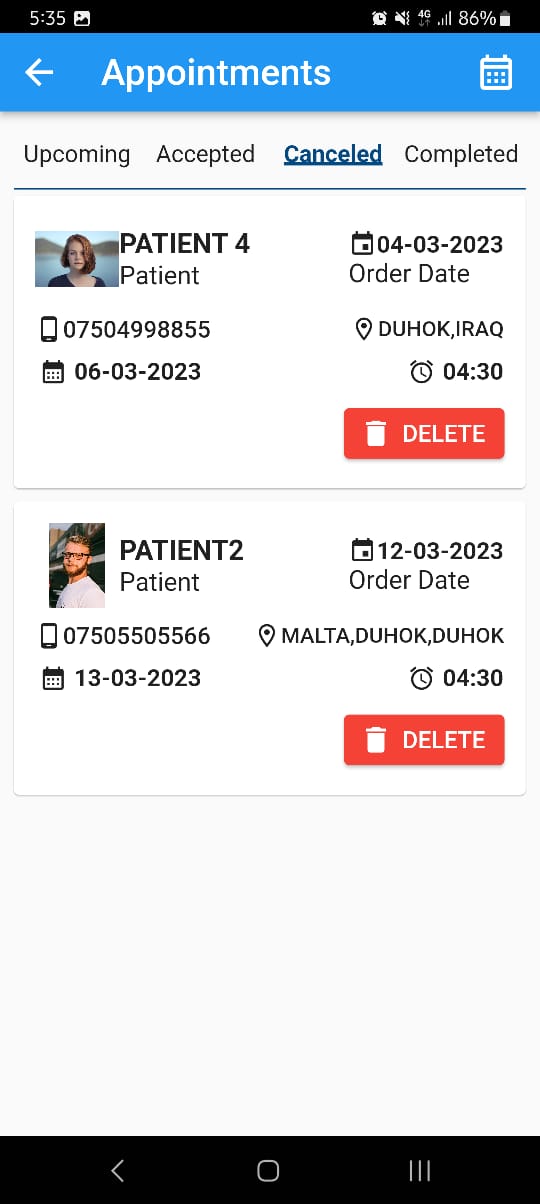 5:35 4G 86%
Appointments
Upcoming Accepted Canceled Completed
PATIENT 4 04-03-2023
Patient Order Date
07504998855 DUHOK,IRAQ
06-03-2023 04:30
DELETE
PATIENT2 12-03-2023
Patient Order Date
07505505566 MALTA,DUHOK,DUHOK
13-03-2023 04:30
DELETE